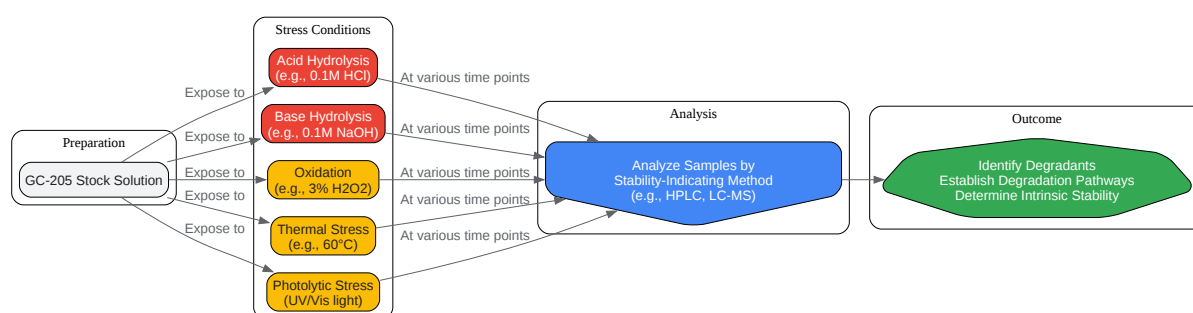 Preparation
GC-205 Stock Solution
Expose to
Expose to
Expose to
Expose to
Expose to
Stress Conditions
Acid Hydrolysis
(e.g., 0.1M HCl)
Base Hydrolysis
(e.g., 0.1M NaOH)
Oxidation
(e.g., 3% H2O2)
Thermal Stress
(e.g., 60°C)
Photolytic Stress
(UV/Vis light)
At various time points
At various time points
At various time points
At various time points
At various time points
Analysis
Analyze Samples by
Stability-Indicating Method
(e.g., HPLC, LC-MS)
Outcome
Identify Degradants
Establish Degradation Pathways
Determine Intrinsic Stability